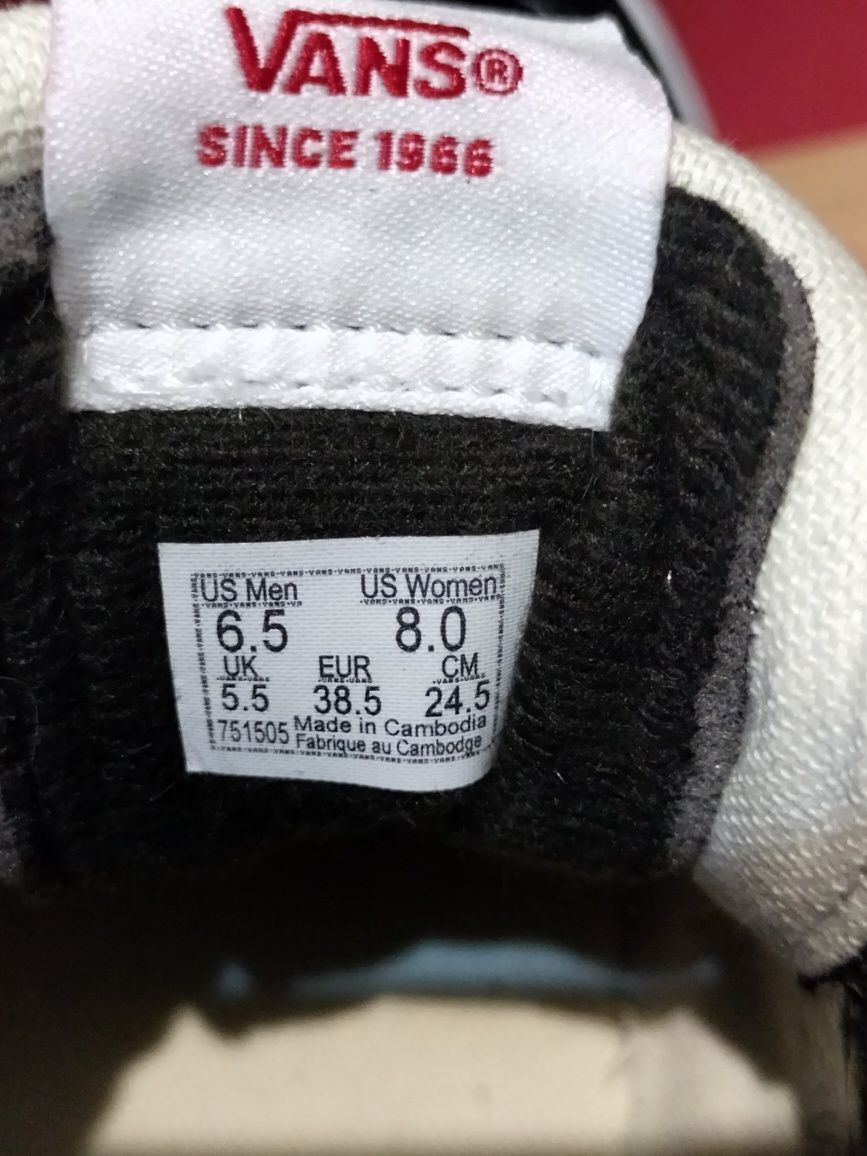 VANS®
SINCE 1966
US Men US Women
6.5 8.0
UK EUR CM
5.5 38.5 24.5
751505 Made in Cambodia
Fabrique au Cambodge